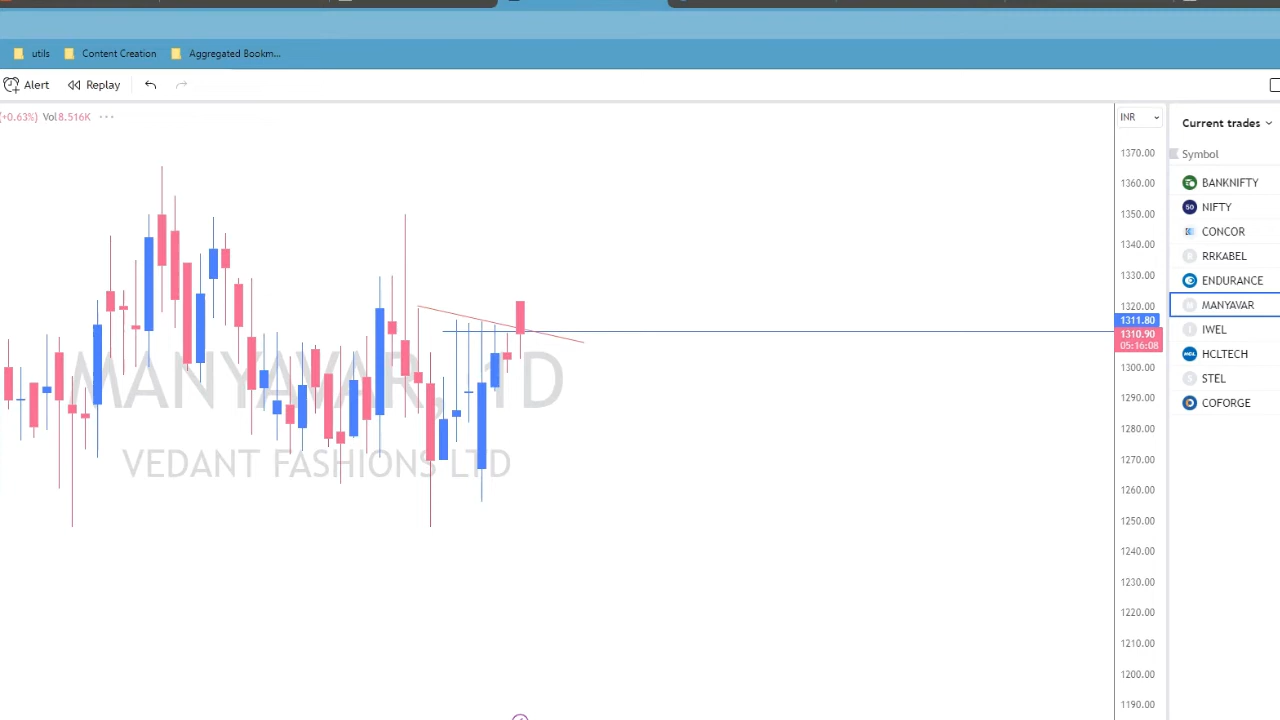 utils Content Creation Aggregated Bookm...
Alert Replay
(+0.63%) Vol8.516K ...
INR
Current trades
Symbol
BANKNIFTY
NIFTY
CONCOR
RRKABEL
ENDURANCE
MANYAVAR
IWEL
HCLTECH
STEL
COFORGE
1370.00
1360.00
1350.00
1340.00
1330.00
1320.00
1311.80
1310.90
05:16:08
1300.00
1290.00
1280.00
1270.00
1260.00
1250.00
1240.00
1230.00
1220.00
1210.00
1200.00
1190.00
MANYAVAR, 1D
VEDANT FASHIONS LTD